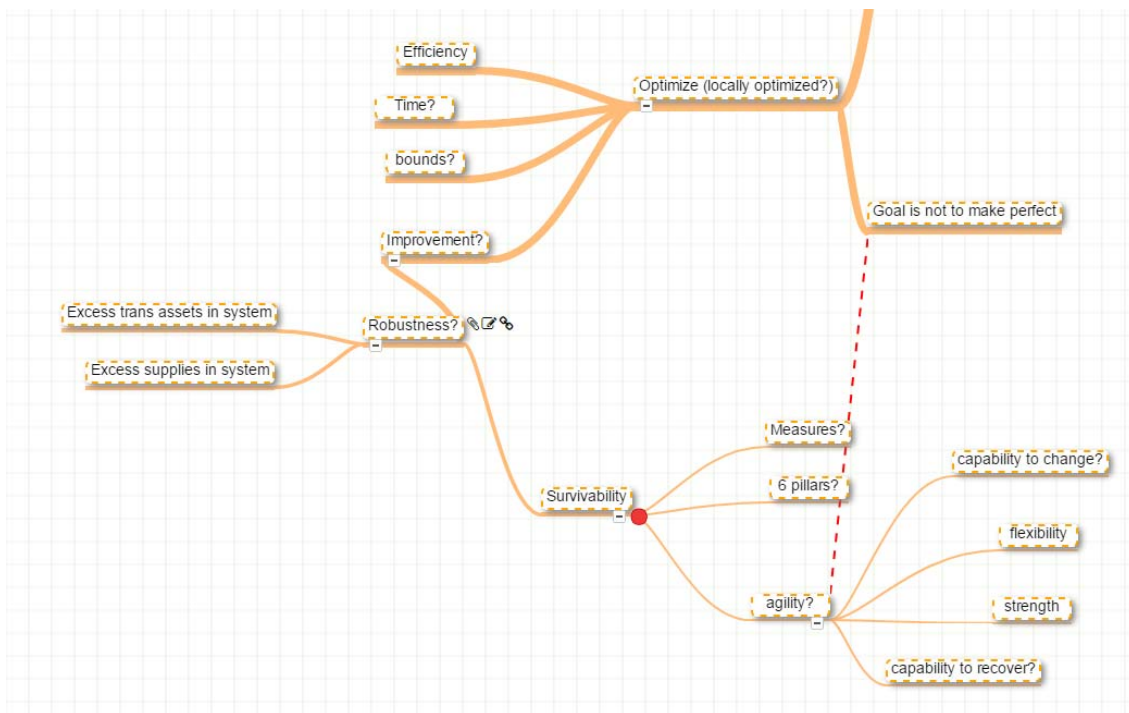 Efficiency
Optimize (locally optimized?)
Time?
bounds?
Goal is not to make perfect
Improvement?
Excess trans assets in system
Robustness?
Excess supplies in system
Measures?
capability to change?
6 pillars?
Survivability
flexibility
agility?
strength
capability to recover?